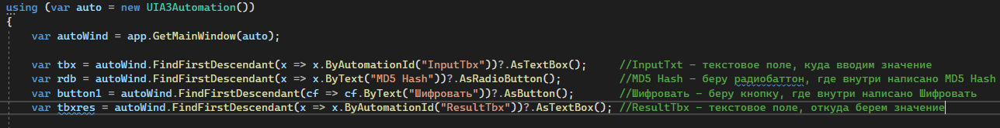 using (var auto = new UIA3Automation())
{
var autoWind = app.GetMainWindow(auto);
var tbx = autoWind.FindFirstDescendant(x => x.ByAutomationId("InputTbx"))?.AsTextBox(); //InputTxt – текстовое поле, куда вводим значение
var rdb = autoWind.FindFirstDescendant(x => x.ByText("MD5 Hash"))?.AsRadioButton(); //MD5 Hash – беру радиобаттон, где внутри написано MD5 Hash
var button1 = autoWind.FindFirstDescendant(cf => cf.ByText("Шифровать"))?.AsButton(); //Шифровать – беру кнопку, где внутри написано Шифровать
var tbxres = autoWind.FindFirstDescendant(x => x.ByAutomationId("ResultTbx"))?.AsTextBox(); //ResultTbx – текстовое поле, откуда берем значение